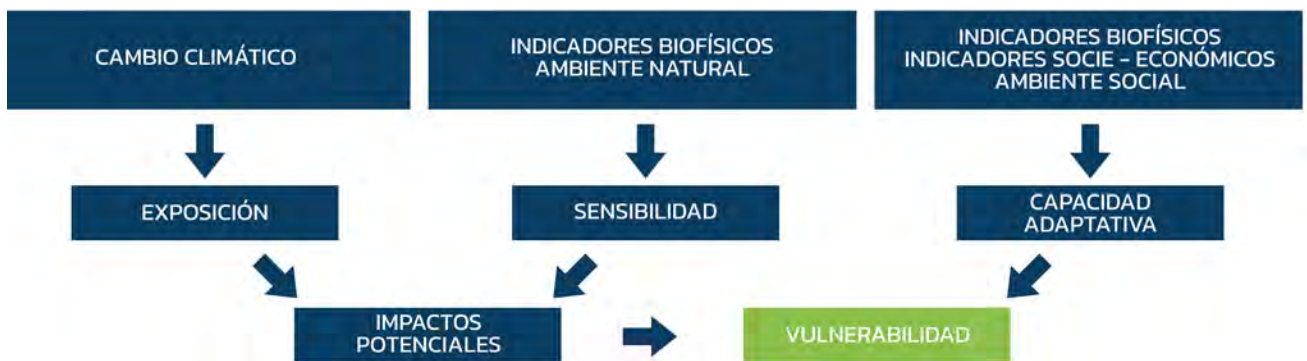 CAMBIO CLIMÁTICO
INDICADORES BIOFÍSICOS
AMBIENTE NATURAL
INDICADORES BIOFÍSICOS
INDICADORES SOCIE - ECONÓMICOS
AMBIENTE SOCIAL
EXPOSICIÓN
SENSIBILIDAD
CAPACIDAD
ADAPTATIVA
IMPACTOS
POTENCIALES
VULNERABILIDAD